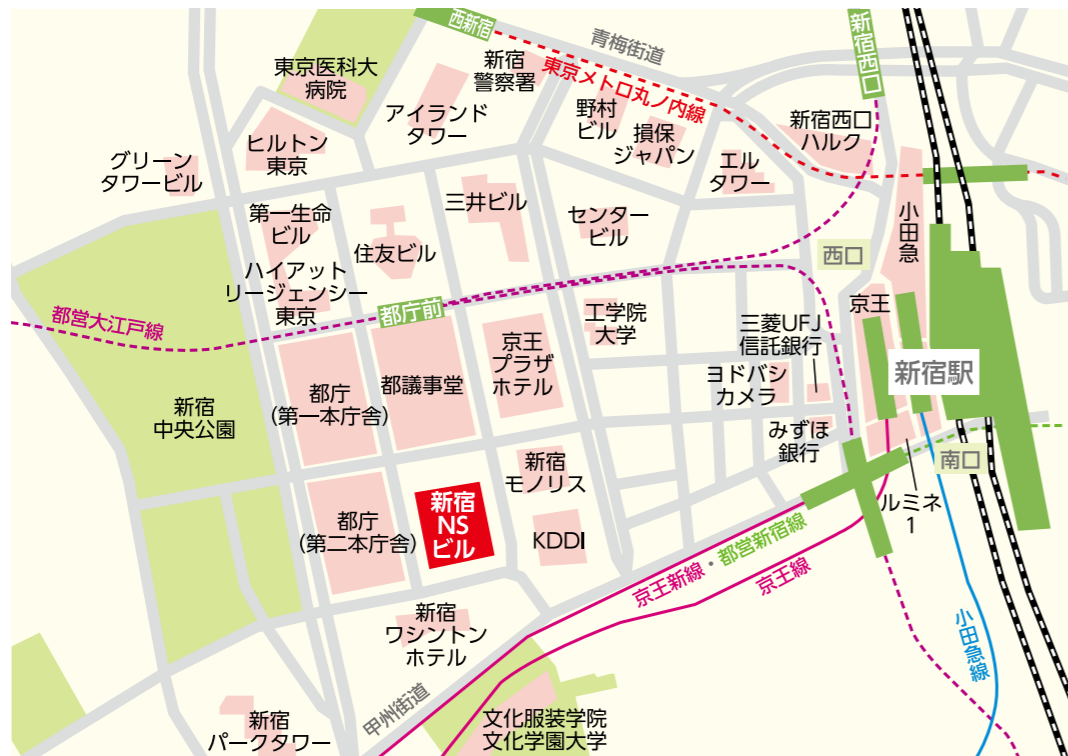 西新宿
青梅街道
新宿西口
東京医科大
病院
新宿
警察署
東京メトロ丸ノ内線
アイランド
タワー
野村
ビル
損保
ジャパン
新宿西口
ハルク
ヒルトン
東京
グリーン
タワービル
エル
タワー
三井ビル
第一生命
ビル
住友ビル
センター
ビル
小田急
西口
ハイアット
リージェンシー
東京
都庁前
都営大江戸線
工学院
大学
京王
三菱UFJ
信託銀行
京王
プラザ
ホテル
都議事堂
都庁
(第一本庁舎)
ヨドバシ
カメラ
新宿駅
新宿
中央公園
みずほ
銀行
南口
新宿
モノリス
ルミネ
1
新宿
NS
ビル
都庁
(第二本庁舎)
KDDI
京王新線・都営新宿線
京王線
小田急線
新宿
ワシントン
ホテル
甲州街道
新宿
パークタワー
文化服装学院
文化学園大学